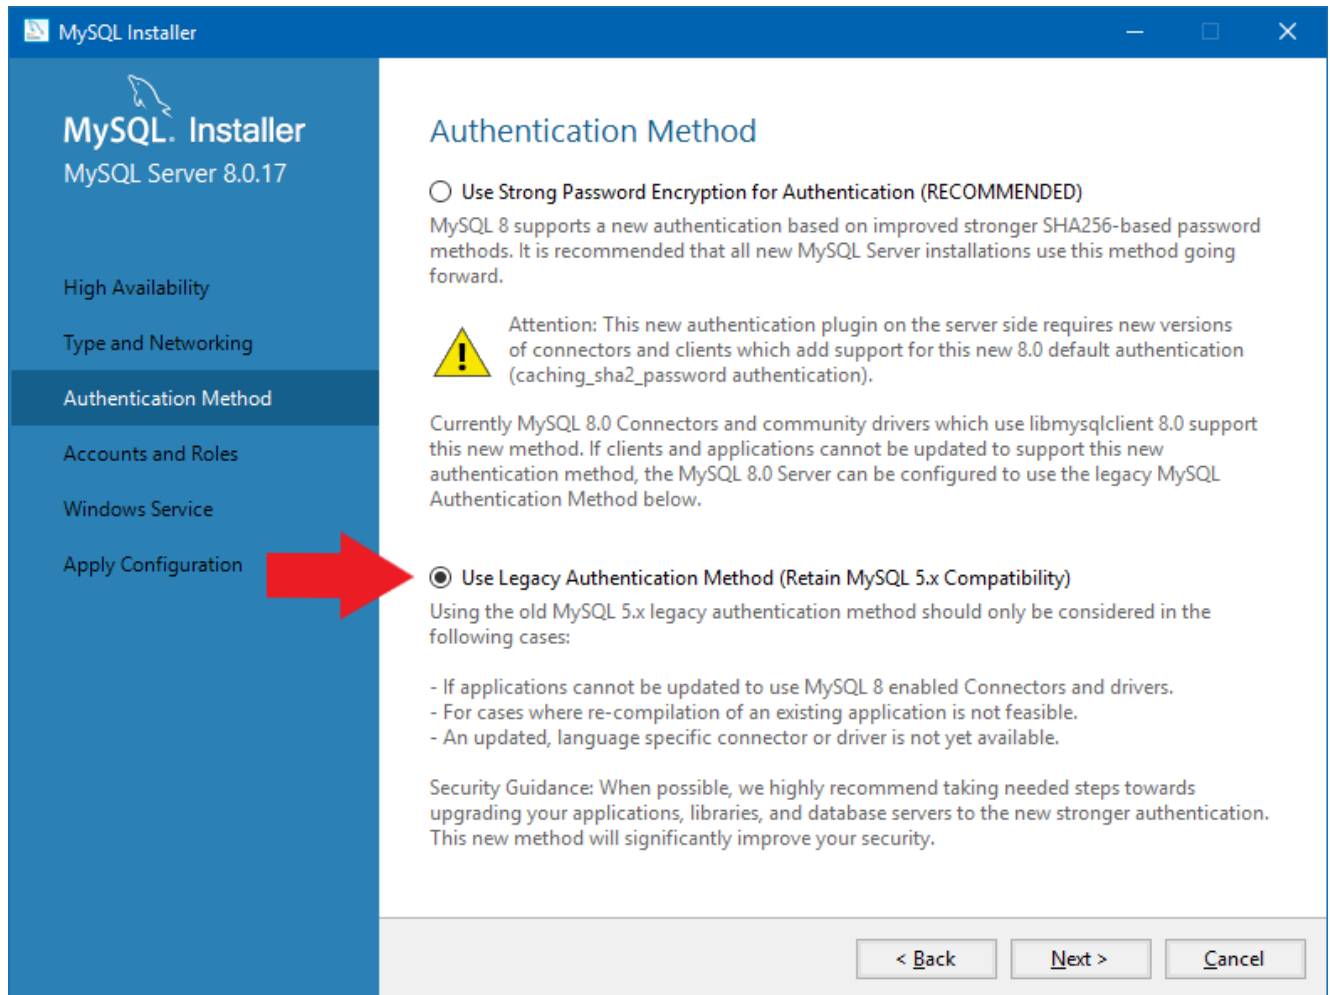 MySQL Installer
MySQL. Installer
MySQL Server 8.0.17
High Availability
Type and Networking
Authentication Method
Accounts and Roles
Windows Service
Apply Configuration
Authentication Method
Use Strong Password Encryption for Authentication (RECOMMENDED)
MySQL 8 supports a new authentication based on improved stronger SHA256-based password
methods. It is recommended that all new MySQL Server installations use this method going
forward.
Attention: This new authentication plugin on the server side requires new versions
of connectors and clients which add support for this new 8.0 default authentication
(caching_sha2_password authentication).
Currently MySQL 8.0 Connectors and community drivers which use libmysqlclient 8.0 support
this new method. If clients and applications cannot be updated to support this new
authentication method, the MySQL 8.0 Server can be configured to use the legacy MySQL
Authentication Method below.
Use Legacy Authentication Method (Retain MySQL 5.x Compatibility)
Using the old MySQL 5.x legacy authentication method should only be considered in the
following cases:
- If applications cannot be updated to use MySQL 8 enabled Connectors and drivers.
- For cases where re-compilation of an existing application is not feasible.
- An updated, language specific connector or driver is not yet available.
Security Guidance: When possible, we highly recommend taking needed steps towards
upgrading your applications, libraries, and database servers to the new stronger authentication.
This new method will significantly improve your security.
< Back
Next >
Cancel